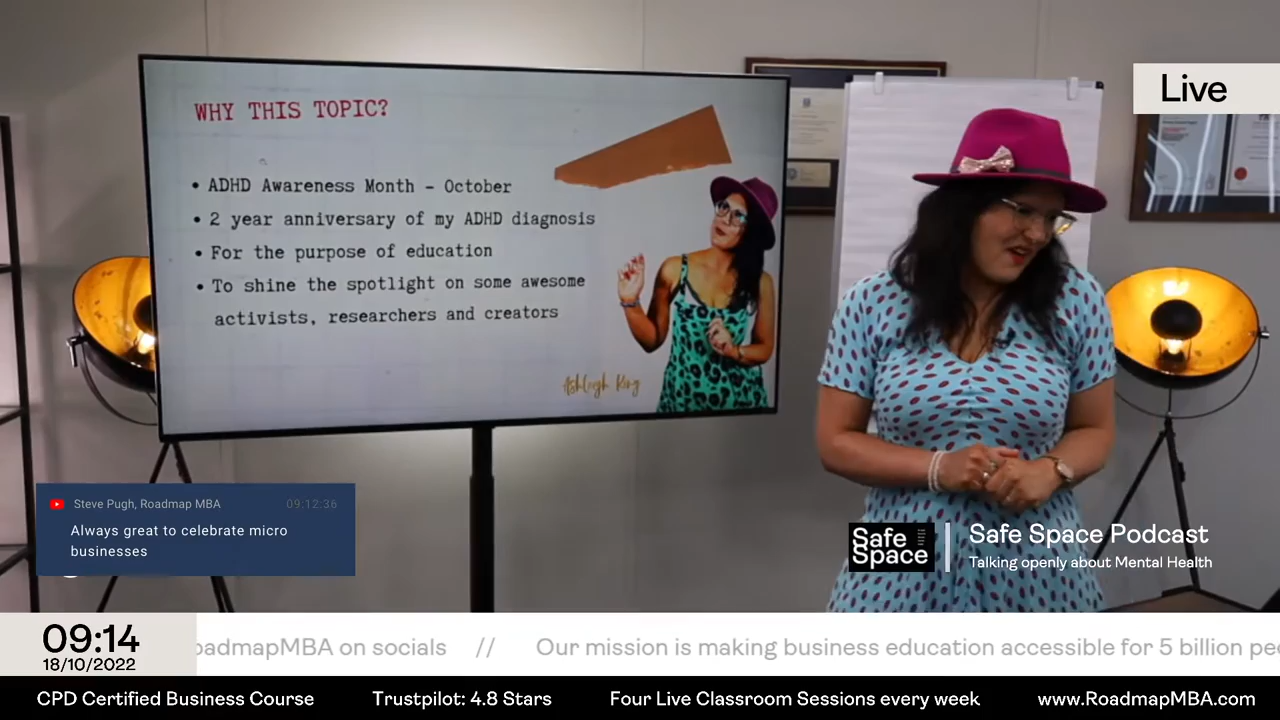 WHY THIS TOPIC?
• ADHD Awareness Month - October
• 2 year anniversary of my ADHD diagnosis
• For the purpose of education
• To shine the spotlight on some awesome
activists, researchers and creators
Ashleigh King
Live
Steve Pugh, Roadmap MBA 09:12:36
Always great to celebrate micro
businesses
Safe
Space
Safe Space Podcast
Talking openly about Mental Health
09:14
18/10/2022
oadmapMBA on socials // Our mission is making business education accessible for 5 billion pe
CPD Certified Business Course Trustpilot: 4.8 Stars Four Live Classroom Sessions every week www.RoadmapMBA.com